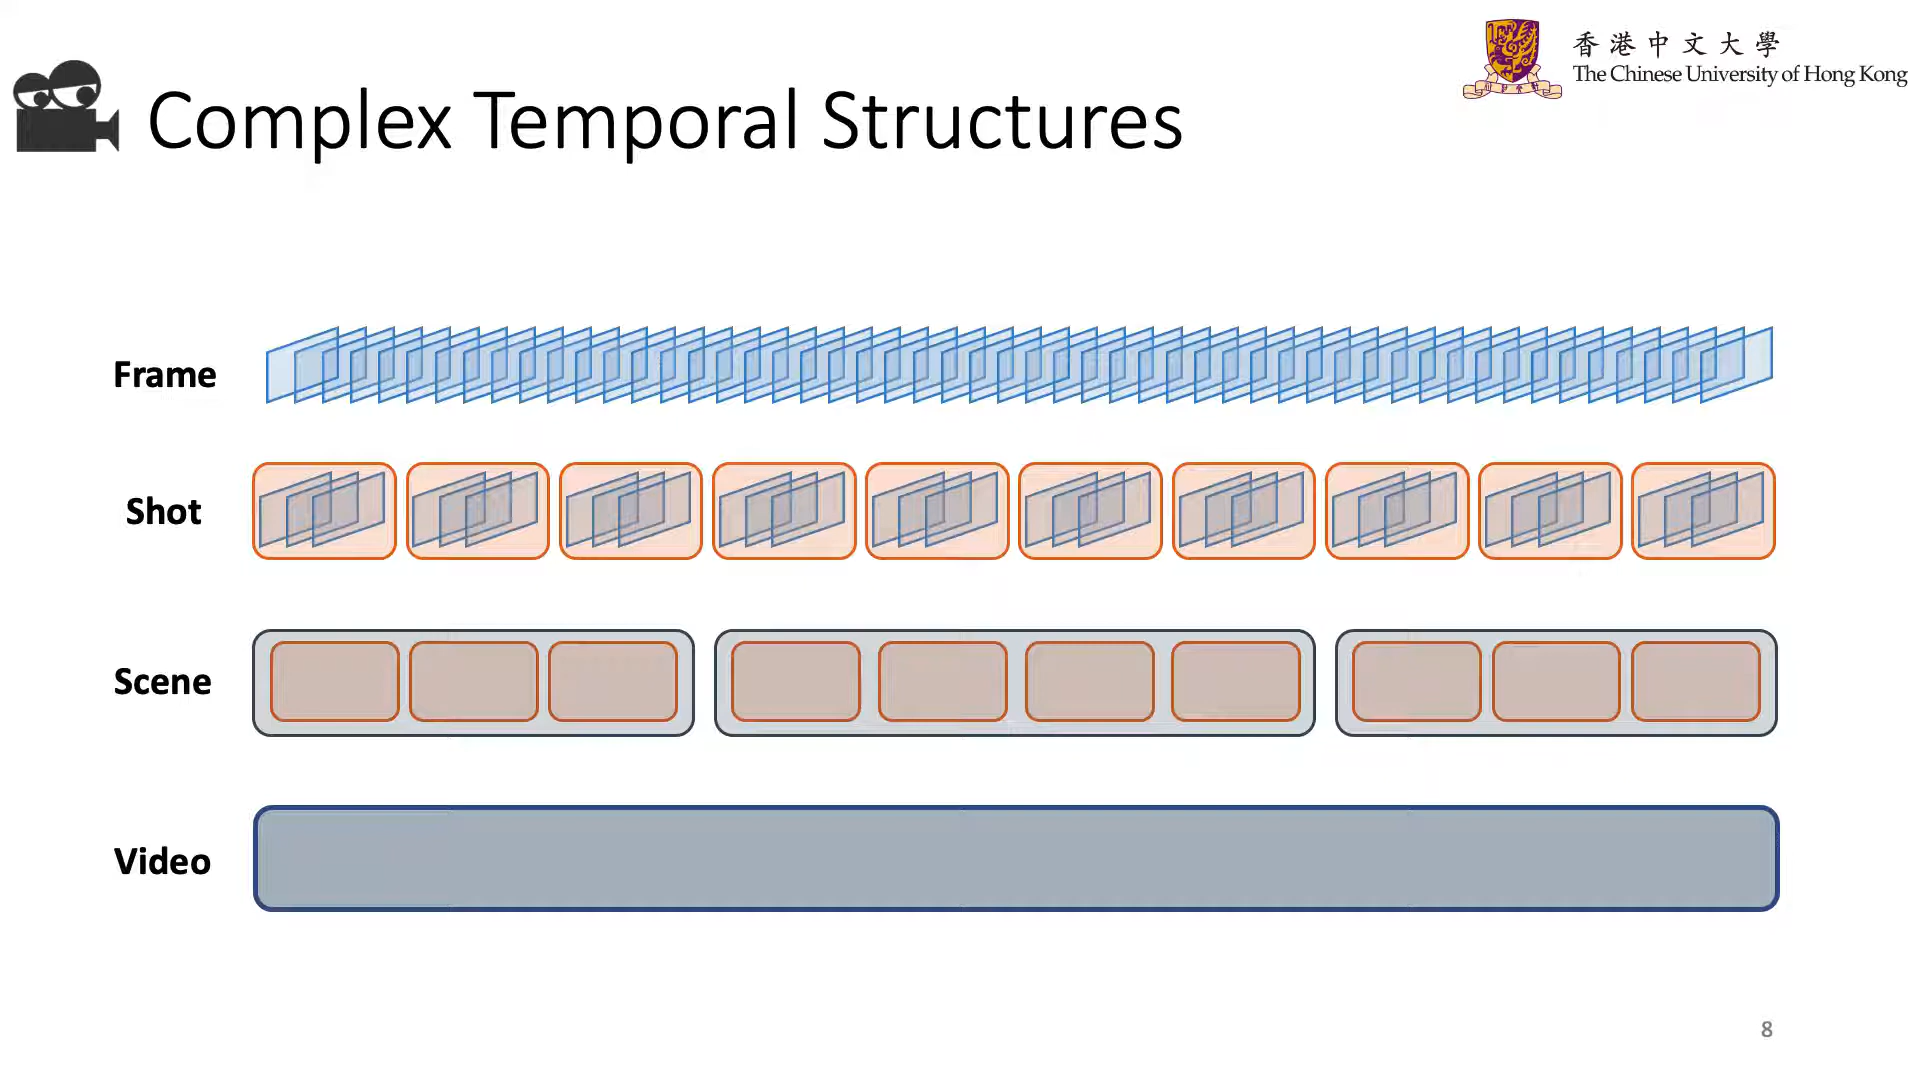 香港中文大學
The Chinese University of Hong Kong
Complex Temporal Structures
Frame
Shot
Scene
Video
8